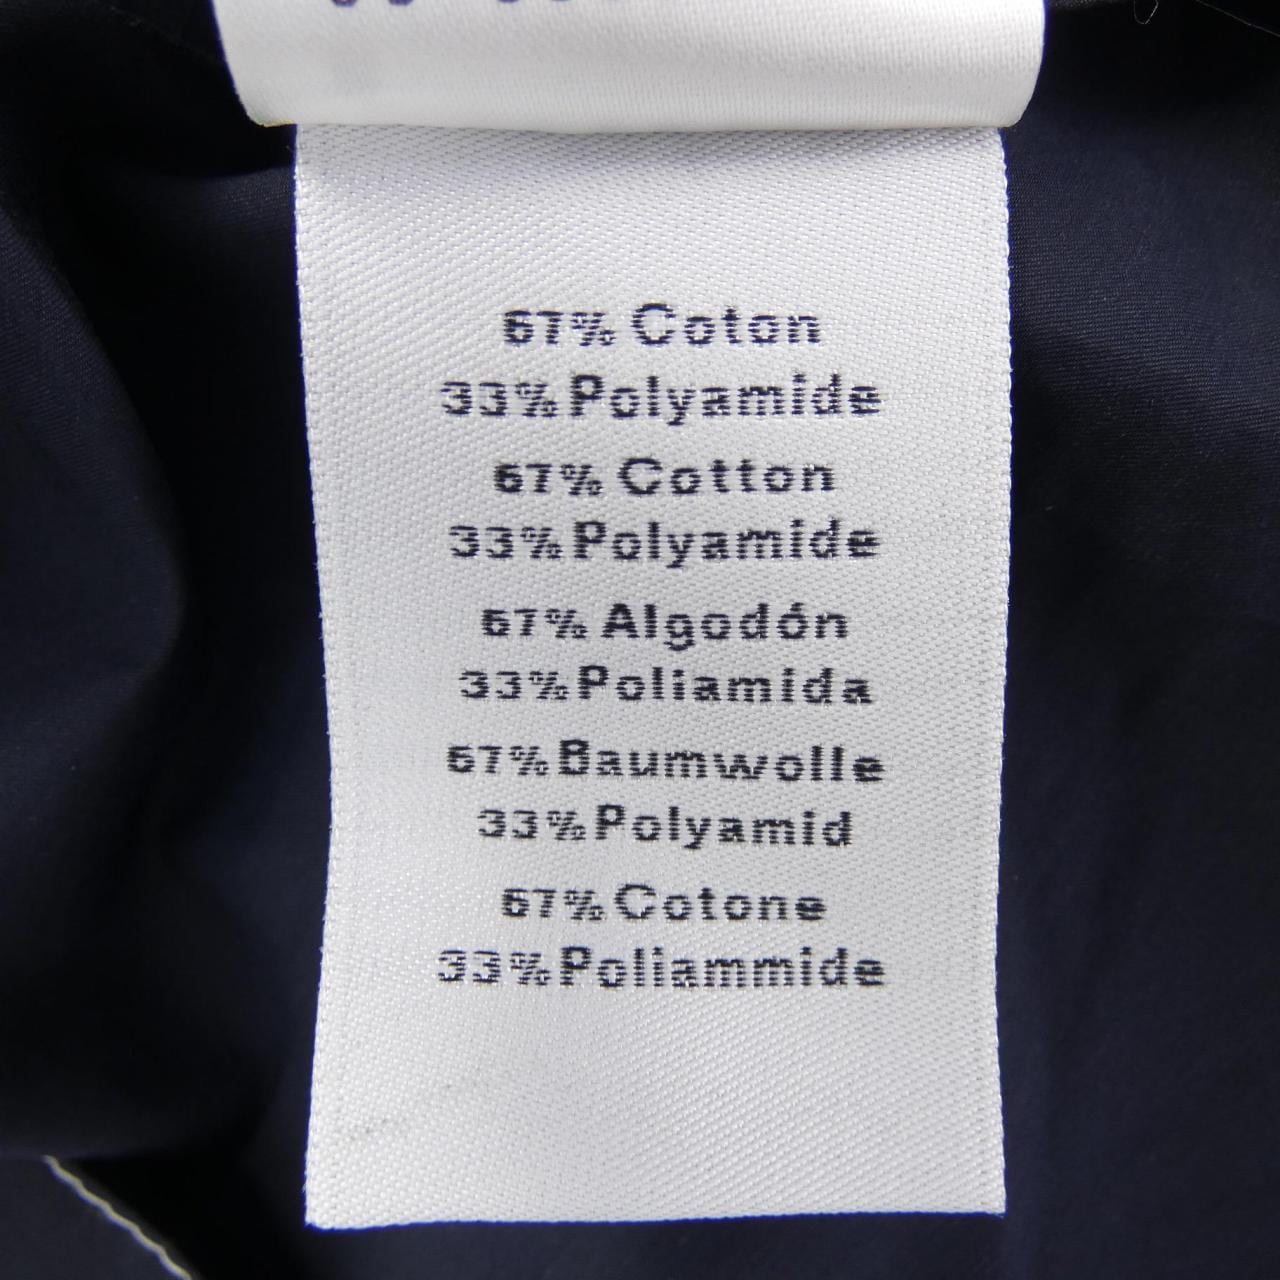 67% Coton
33% Polyamide
67% Cotton
33% Polyamide
67% Algodón
33% Poliamida
67% Baumwolle
33% Polyamid
67% Cotone
33% Poliammide